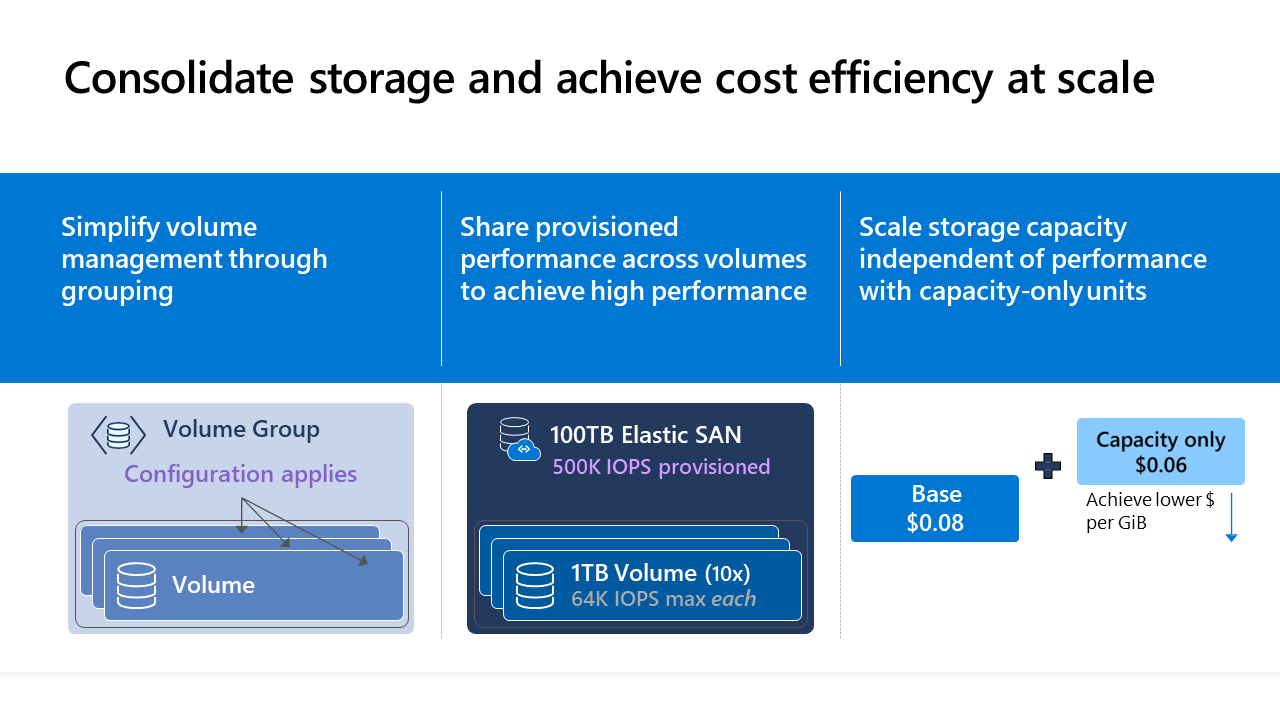 Consolidate storage and achieve cost efficiency at scale
Simplify volume
management through
grouping
Share provisioned
performance across volumes
to achieve high performance
Scale storage capacity
independent of performance
with capacity-only units
Volume Group
Configuration applies
Volume
100TB Elastic SAN
500K IOPS provisioned
1TB Volume (10x)
64K IOPS max each
Base
$0.08
Capacity only
$0.06
Achieve lower $
per GiB